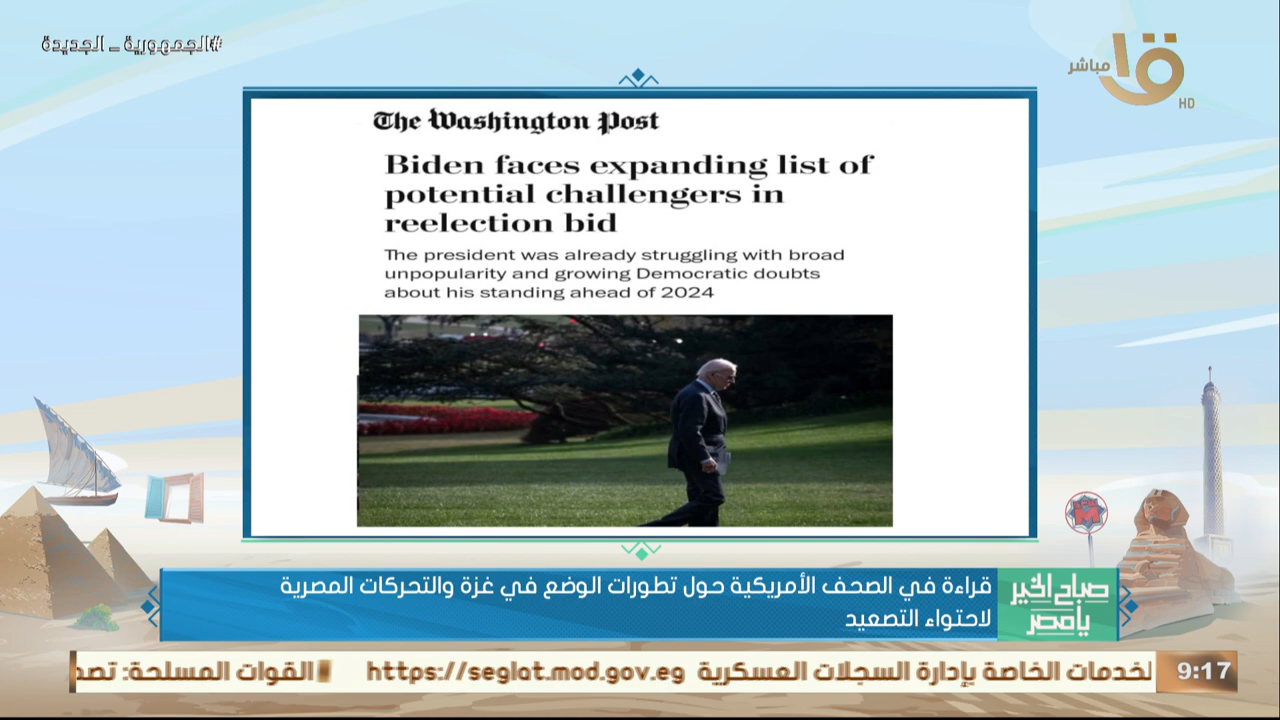 #الجمهورية_الجديدة
مباشر
HD
The Washington Post
Biden faces expanding list of
potential challengers in
reelection bid
The president was already struggling with broad
unpopularity and growing Democratic doubts
about his standing ahead of 2024
صباح الخير
يا مصر
قراءة في الصحف الأمريكية حول تطورات الوضع في غزة والتحركات المصرية
لاحتواء التصعيد
9:17
لخدمات الخاصة بإدارة السجلات العسكرية https://seglat.mod.gov.eg القوات المسلحة: تصد